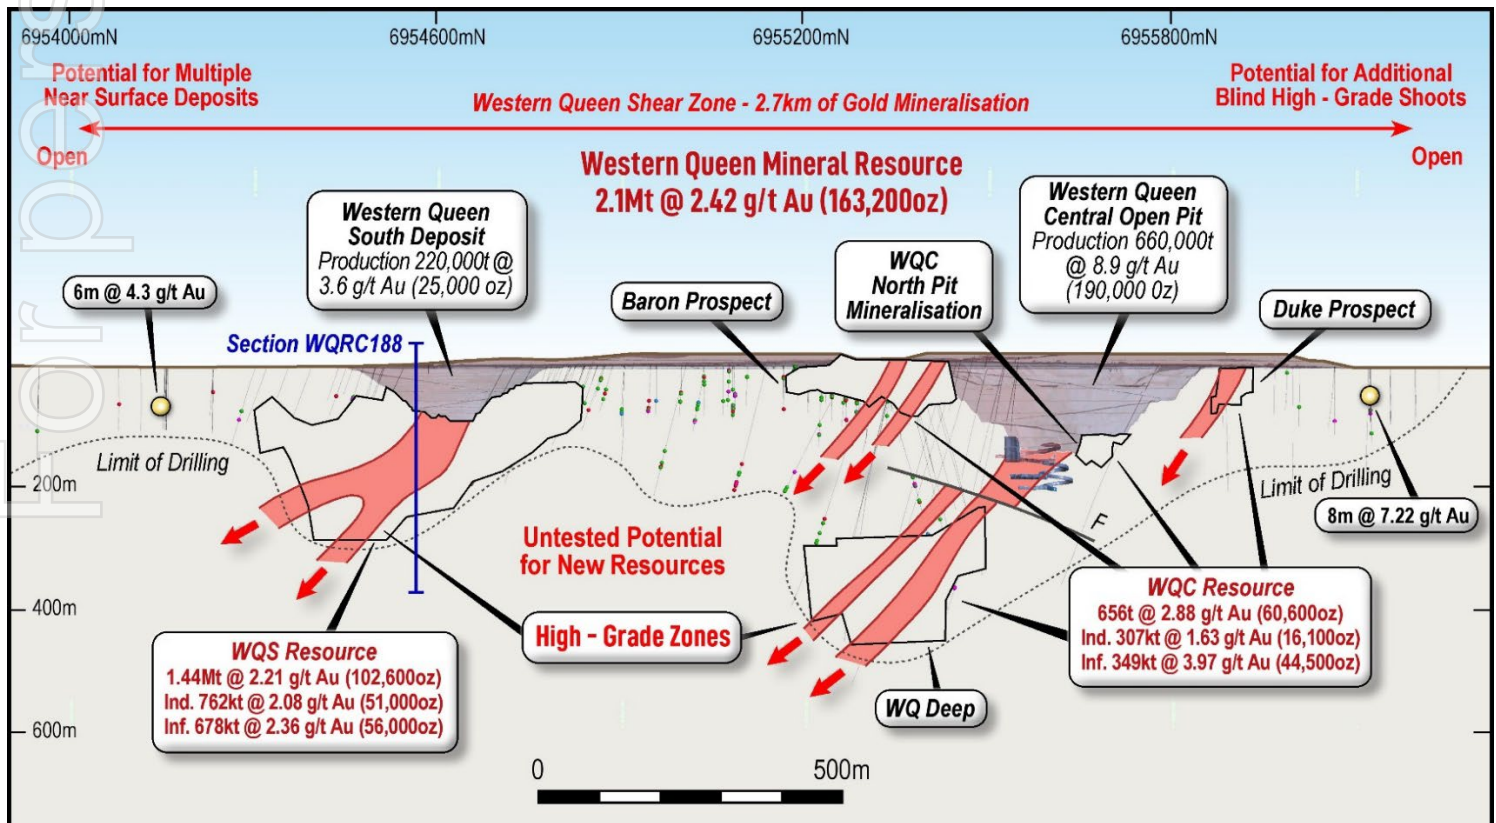 For pers
6954000mN
6954600mN
6955200mN
6955800mN
Potential for Multiple
Near Surface Deposits
Western Queen Shear Zone - 2.7km of Gold Mineralisation
Potential for Additional
Blind High - Grade Shoots
Open
Open
Western Queen Mineral Resource
2.1Mt @ 2.42 g/t Au (163,200oz)
Western Queen
South Deposit
Production 220,000t @
3.6 g/t Au (25,000 oz)
Western Queen
Central Open Pit
Production 660,000t
@ 8.9 g/t Au
(190,000 0z)
WQC
North Pit
Mineralisation
6m @ 4.3 g/t Au
Baron Prospect
Duke Prospect
Section WQRC188
Limit of Drilling
Limit of Drilling
200m
8m @ 7.22 g/t Au
F
Untested Potential
for New Resources
400m
High - Grade Zones
WQC Resource
656t @ 2.88 g/t Au (60,600oz)
Ind. 307kt @ 1.63 g/t Au (16,100oz)
Inf. 349kt @ 3.97 g/t Au (44,500oz)
WQS Resource
1.44Mt @ 2.21 g/t Au (102,600oz)
Ind. 762kt @ 2.08 g/t Au (51,000oz)
Inf. 678kt @ 2.36 g/t Au (56,000oz)
WQ Deep
600m
0
500m